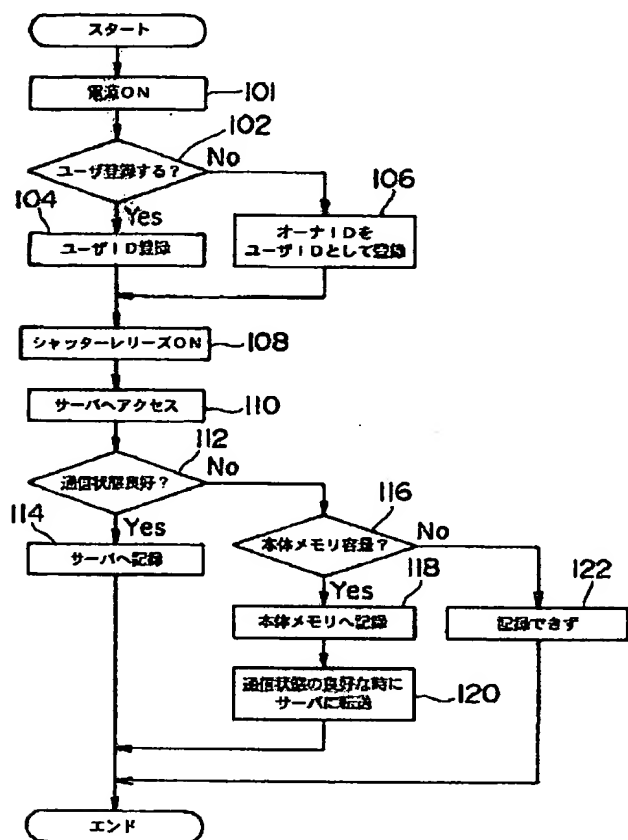 スタート
電源ON
101
102
ユーザ登録する?
No
104
Yes
106
ユーザID登録
オーナIDを
ユーザIDとして登録
シャッターレリーズON
108
サーバへアクセス
110
112
通信状態良好?
No
114
Yes
116
サーバへ記録
本体メモリ容量?
No
Yes
118
122
本体メモリへ記録
記録できず
通信状態の良好な時に
サーバに転送
120
エンド